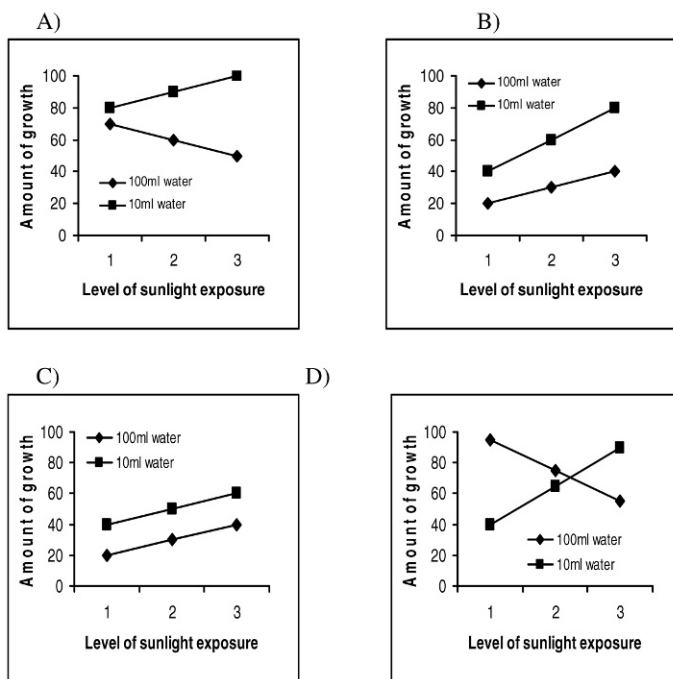 A)
Amount of growth
100
80
60
40
20
0
100ml water
10ml water
1 2 3
Level of sunlight exposure
B)
Amount of growth
100
80
60
40
20
0
100ml water
10ml water
1 2 3
Level of sunlight exposure
C)
Amount of growth
100
80
60
40
20
0
100ml water
10ml water
1 2 3
Level of sunlight exposure
D)
Amount of growth
100
80
60
40
20
0
100ml water
10ml water
1 2 3
Level of sunlight exposure